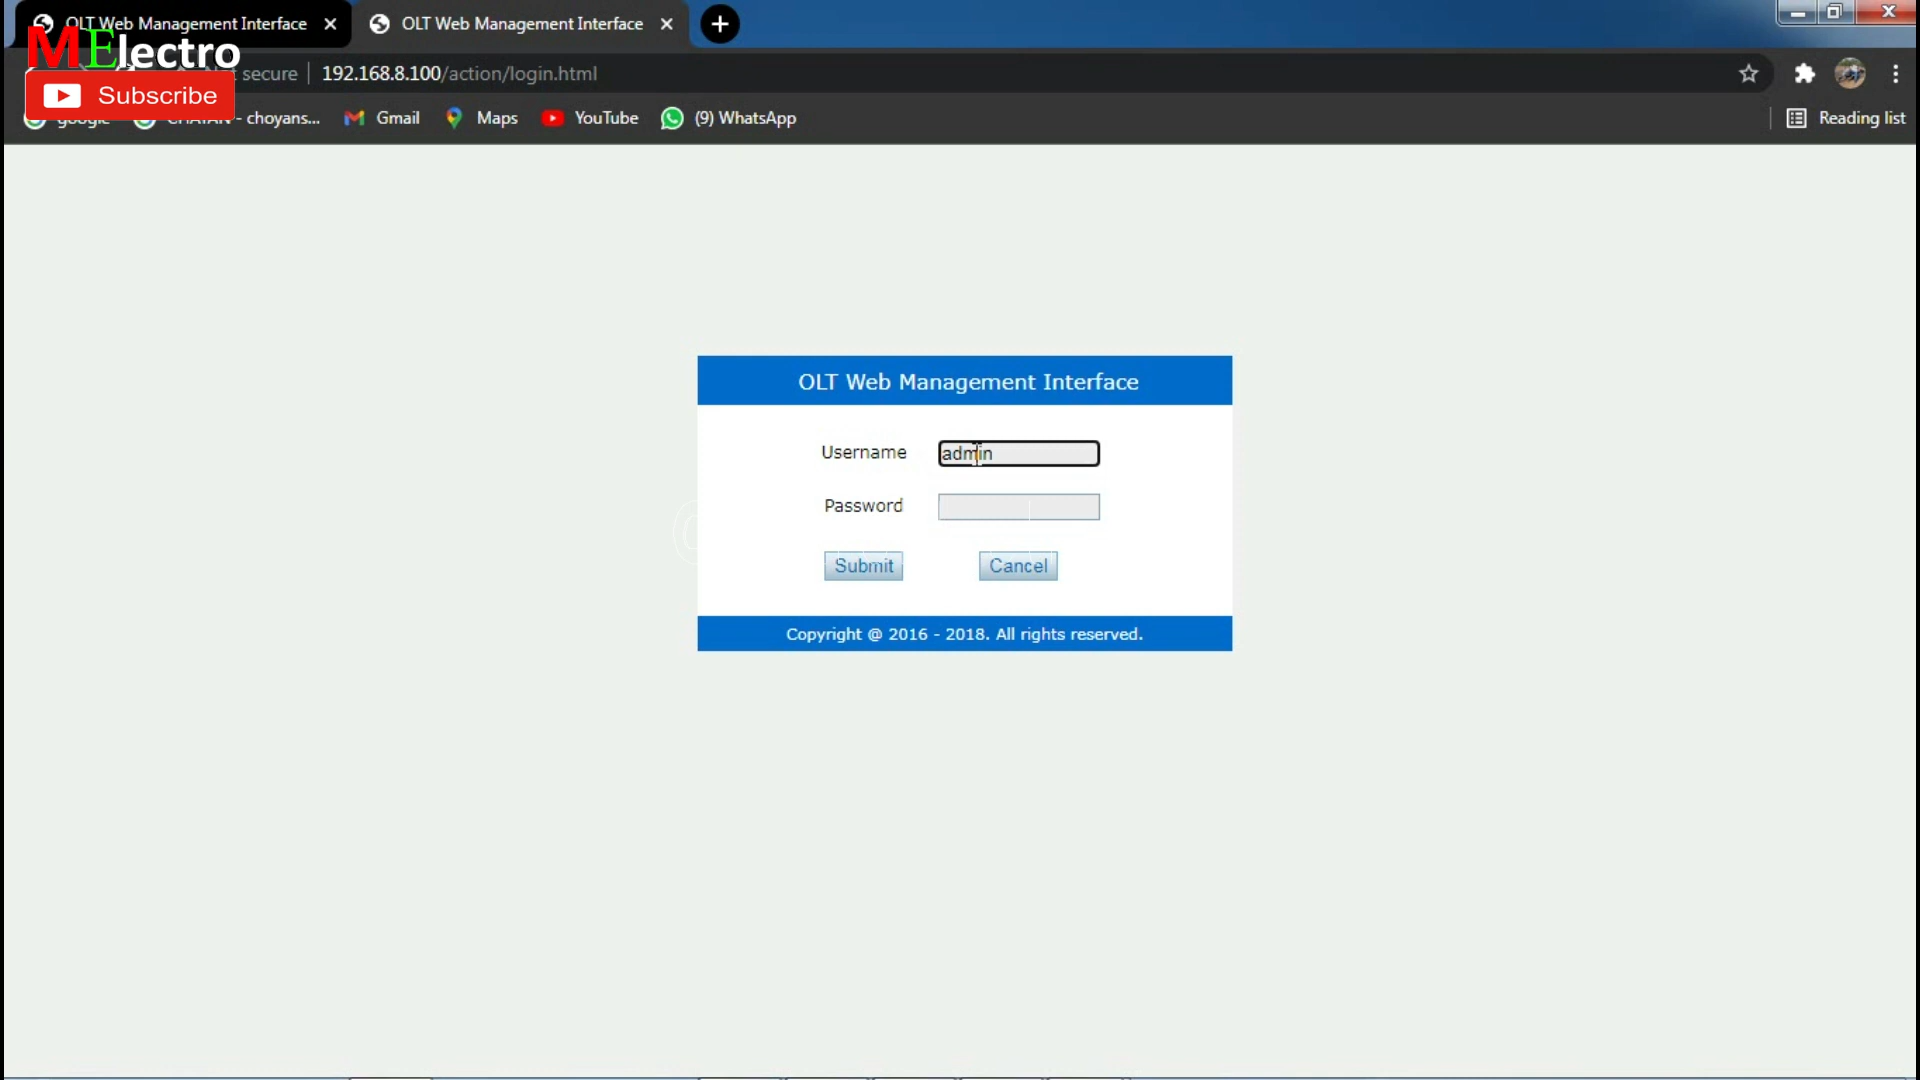 OLT Web Management Interface
OLT Web Management Interface
MElectro
Subscribe
secure
192.168.8.100/action/login.html
google
- choyans...
Gmail
Maps
YouTube
(9) WhatsApp
Reading list
OLT Web Management Interface
Username
admin
Password
Submit
Cancel
Copyright @ 2016 - 2018. All rights reserved.